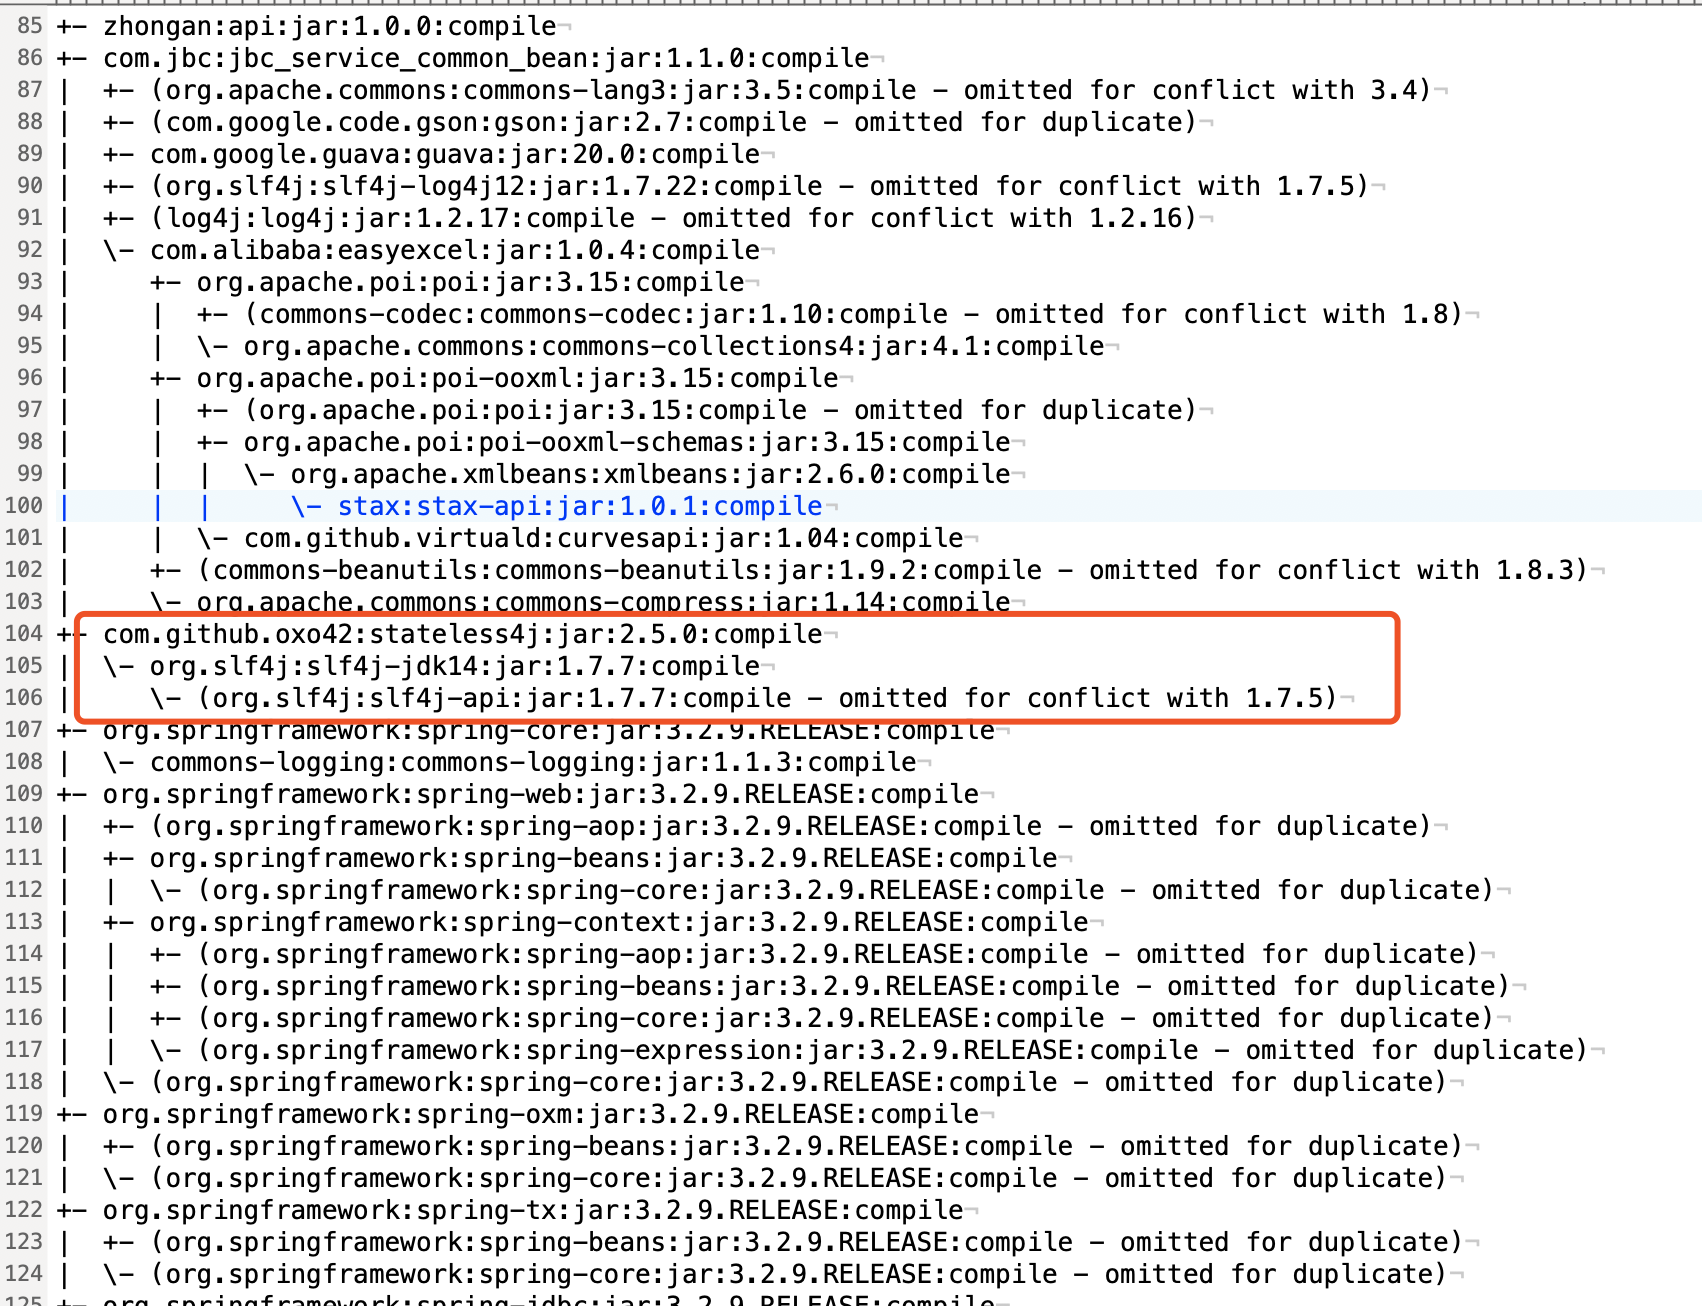 85 +- zhongan:api:jar:1.0.0:compile¬
86 +- com.jbc:jbc_service_common_bean:jar:1.1.0:compile¬
87 |  +- (org.apache.commons:commons-lang3:jar:3.5:compile - omitted for conflict with 3.4)¬
88 |  +- (com.google.code.gson:gson:jar:2.7:compile - omitted for duplicate)¬
89 |  +- com.google.guava:guava:jar:20.0:compile¬
90 |  +- (org.slf4j:slf4j-log4j12:jar:1.7.22:compile - omitted for conflict with 1.7.5)¬
91 |  +- (log4j:log4j:jar:1.2.17:compile - omitted for conflict with 1.2.16)¬
92 |  \- com.alibaba:easyexcel:jar:1.0.4:compile¬
93 |     +- org.apache.poi:poi:jar:3.15:compile¬
94 |     |  +- (commons-codec:commons-codec:jar:1.10:compile - omitted for conflict with 1.8)¬
95 |     |  \- org.apache.commons:commons-collections4:jar:4.1:compile¬
96 |     +- org.apache.poi:poi-ooxml:jar:3.15:compile¬
97 |     |  +- (org.apache.poi:poi:jar:3.15:compile - omitted for duplicate)¬
98 |     |  +- org.apache.poi:poi-ooxml-schemas:jar:3.15:compile¬
99 |     |  |  \- org.apache.xmlbeans:xmlbeans:jar:2.6.0:compile¬
100 |     |  |     \- stax:stax-api:jar:1.0.1:compile¬
101 |     |  \- com.github.virtuald:curvesapi:jar:1.04:compile¬
102 |     +- (commons-beanutils:commons-beanutils:jar:1.9.2:compile - omitted for conflict with 1.8.3)¬
103 |     \- org.apache.commons:commons-compress:jar:1.14:compile¬
104 +- com.github.oxo42:stateless4j:jar:2.5.0:compile¬
105 |  \- org.slf4j:slf4j-jdk14:jar:1.7.7:compile¬
106 |     \- (org.slf4j:slf4j-api:jar:1.7.7:compile - omitted for conflict with 1.7.5)¬
107 +- org.springframework:spring-core:jar:3.2.9.RELEASE:compile¬
108 |  \- commons-logging:commons-logging:jar:1.1.3:compile¬
109 +- org.springframework:spring-web:jar:3.2.9.RELEASE:compile¬
110 |  +- (org.springframework:spring-aop:jar:3.2.9.RELEASE:compile - omitted for duplicate)¬
111 |  +- org.springframework:spring-beans:jar:3.2.9.RELEASE:compile¬
112 |  |  \- (org.springframework:spring-core:jar:3.2.9.RELEASE:compile - omitted for duplicate)¬
113 |  +- org.springframework:spring-context:jar:3.2.9.RELEASE:compile¬
114 |  |  +- (org.springframework:spring-aop:jar:3.2.9.RELEASE:compile - omitted for duplicate)¬
115 |  |  +- (org.springframework:spring-beans:jar:3.2.9.RELEASE:compile - omitted for duplicate)¬
116 |  |  +- (org.springframework:spring-core:jar:3.2.9.RELEASE:compile - omitted for duplicate)¬
117 |  |  \- (org.springframework:spring-expression:jar:3.2.9.RELEASE:compile - omitted for duplicate)¬
118 |  \- (org.springframework:spring-core:jar:3.2.9.RELEASE:compile - omitted for duplicate)¬
119 +- org.springframework:spring-oxm:jar:3.2.9.RELEASE:compile¬
120 |  +- (org.springframework:spring-beans:jar:3.2.9.RELEASE:compile - omitted for duplicate)¬
121 |  \- (org.springframework:spring-core:jar:3.2.9.RELEASE:compile - omitted for duplicate)¬
122 +- org.springframework:spring-tx:jar:3.2.9.RELEASE:compile¬
123 |  +- (org.springframework:spring-beans:jar:3.2.9.RELEASE:compile - omitted for duplicate)¬
124 |  \- (org.springframework:spring-core:jar:3.2.9.RELEASE:compile - omitted for duplicate)¬
125 +- org.springframework:spring-jdbc:jar:3.2.9.RELEASE:compile¬